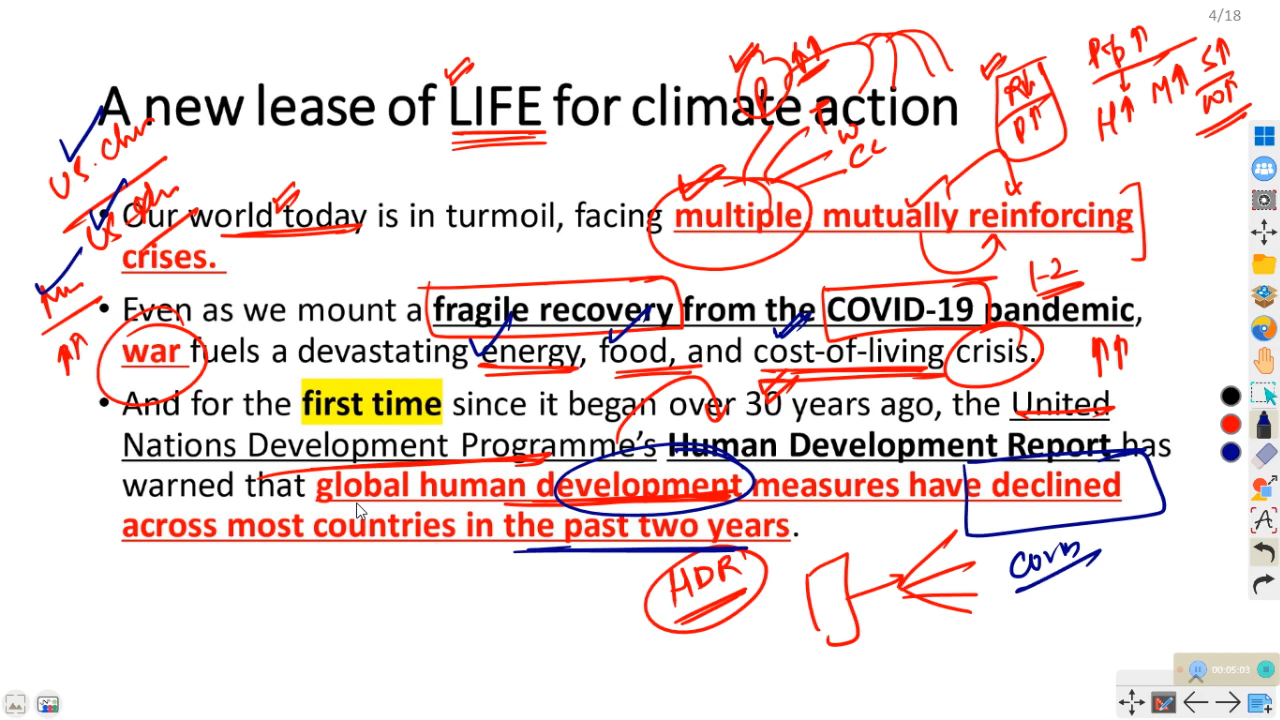 4/18
A new lease of LIFE for climate action
• Our world today is in turmoil, facing multiple mutually reinforcing
crises.
• Even as we mount a fragile recovery from the COVID-19 pandemic,
war fuels a devastating energy, food, and cost-of-living crisis.
• And for the first time since it began over 30 years ago, the United
Nations Development Programme's Human Development Report has
warned that global human development measures have declined
across most countries in the past two years.
1-2
HDR
00:05:03